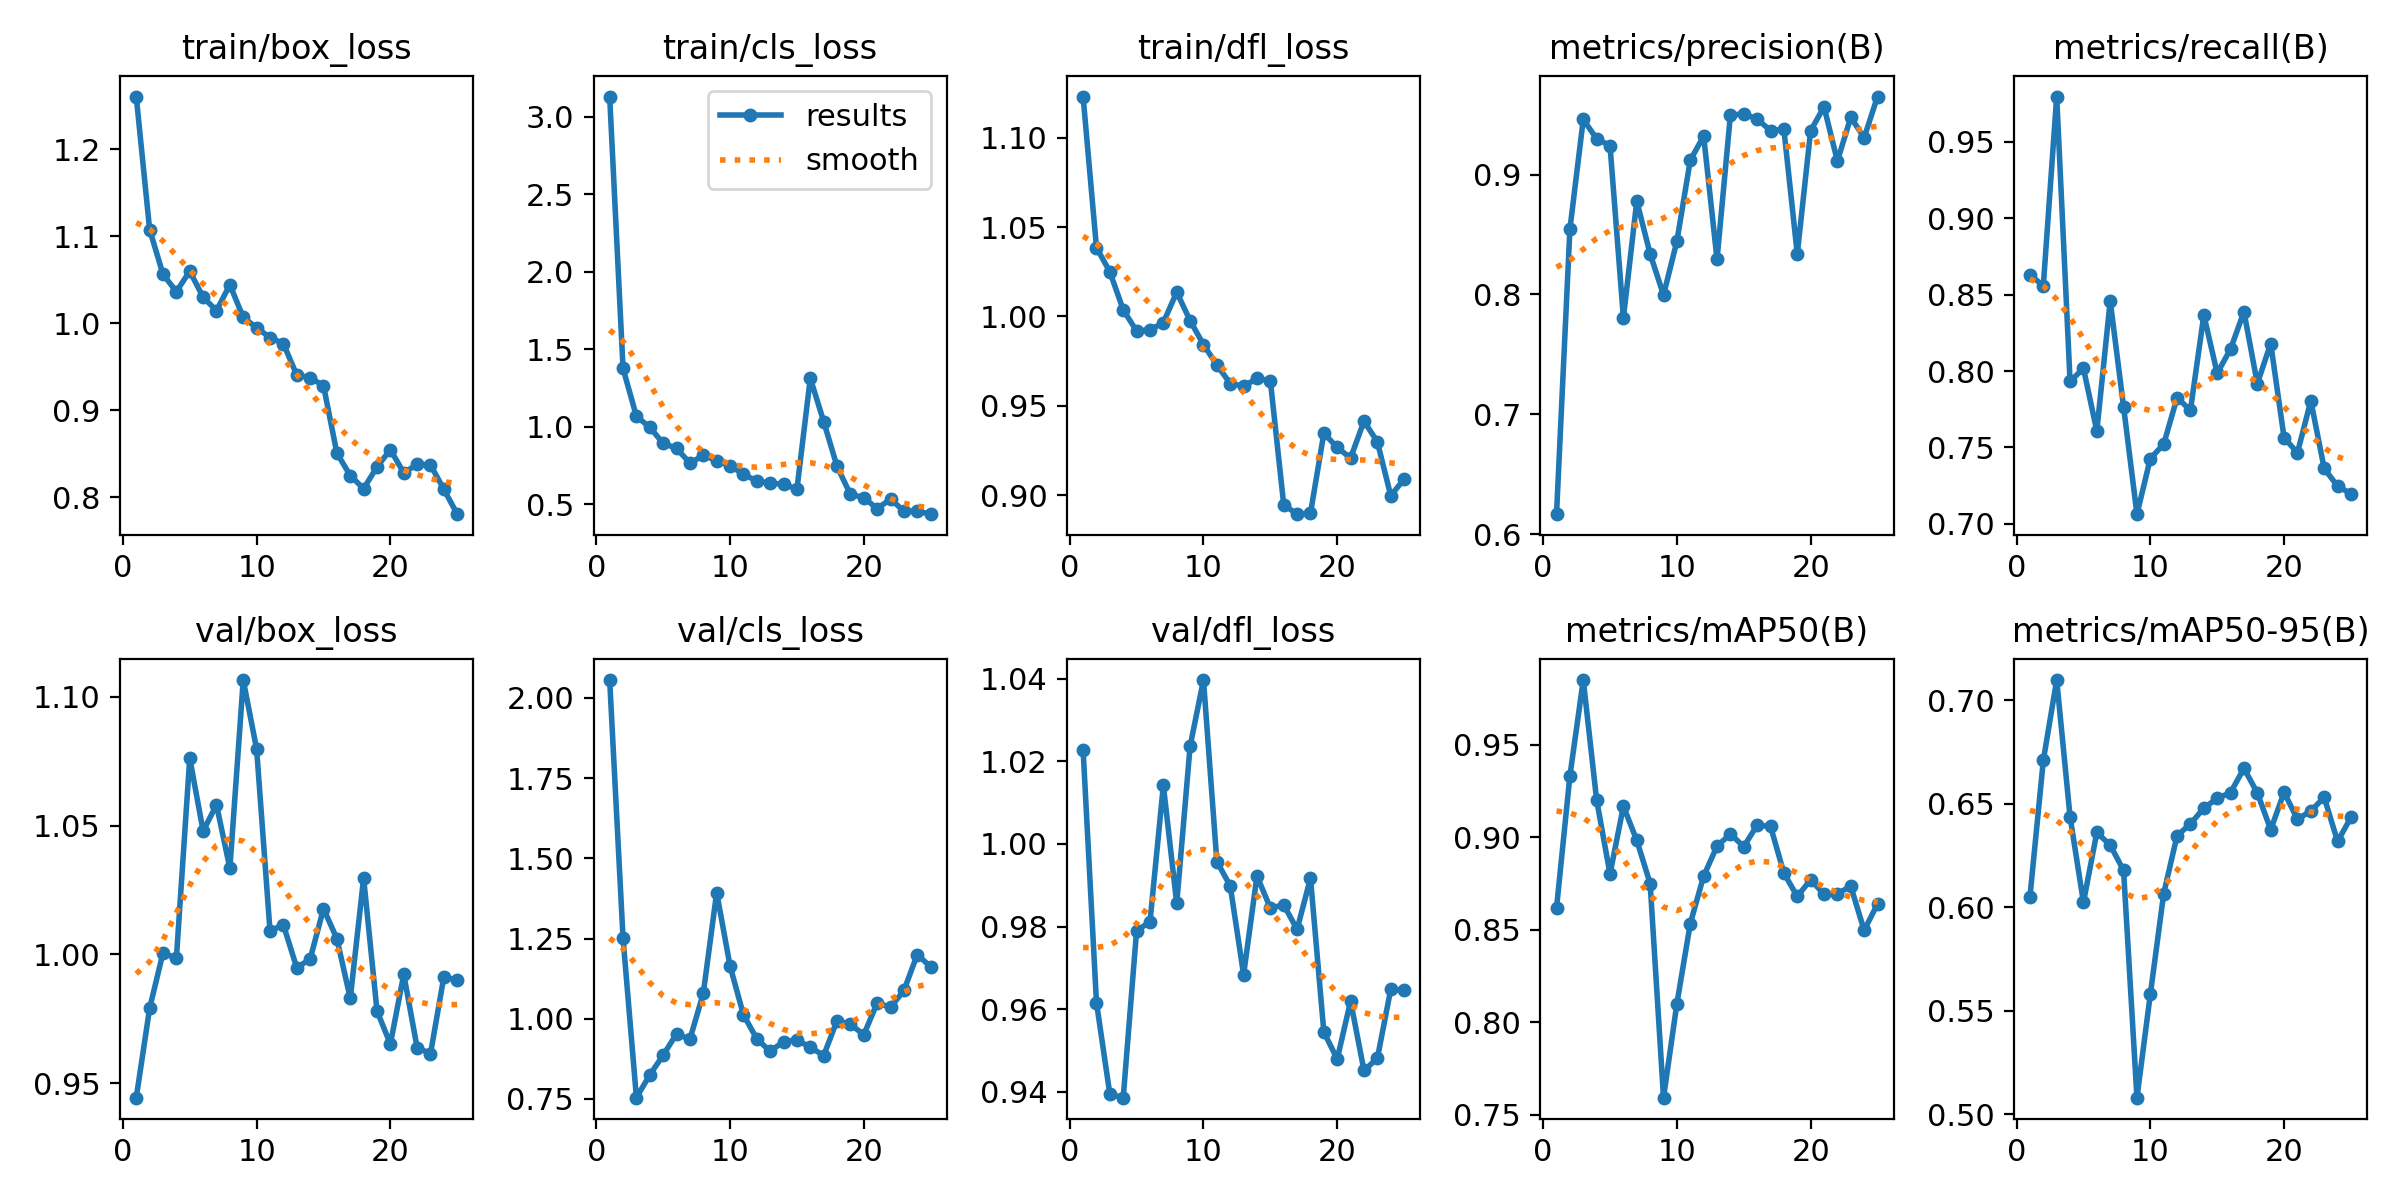 train/box_loss
1.2
1.1
1.0
0.9
0.8
0 10 20
train/cls_loss
results
smooth
3.0
2.5
2.0
1.5
1.0
0.5
0 10 20
train/dfl_loss
1.10
1.05
1.00
0.95
0.90
0 10 20
metrics/precision(B)
0.9
0.8
0.7
0.6
0 10 20
metrics/recall(B)
0.95
0.90
0.85
0.80
0.75
0.70
0 10 20
val/box_loss
1.10
1.05
1.00
0.95
0 10 20
val/cls_loss
2.00
1.75
1.50
1.25
1.00
0.75
0 10 20
val/dfl_loss
1.04
1.02
1.00
0.98
0.96
0.94
0 10 20
metrics/mAP50(B)
0.95
0.90
0.85
0.80
0.75
0 10 20
metrics/mAP50-95(B)
0.70
0.65
0.60
0.55
0.50
0 10 20